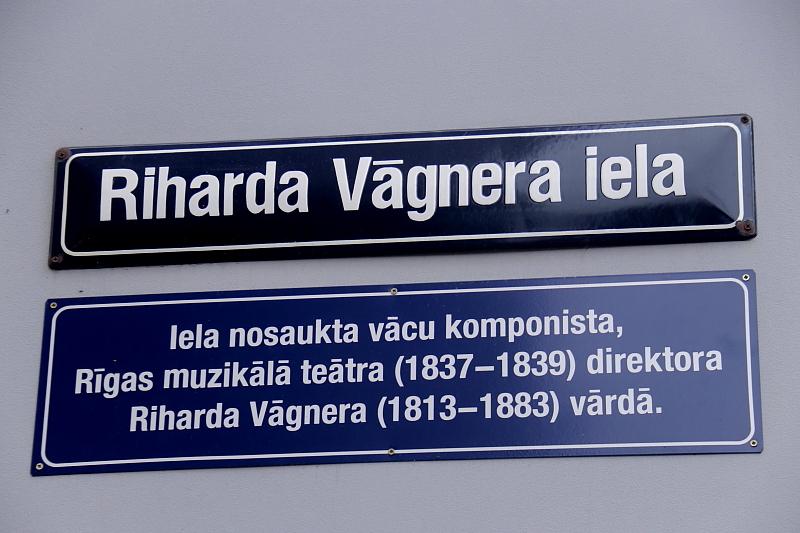 Riharda Vāgnera iela
Iela nosaukta vācu komponista,
Rīgas muzikālā teātra (1837–1839) direktora
Riharda Vāgnera (1813–1883) vārdā.